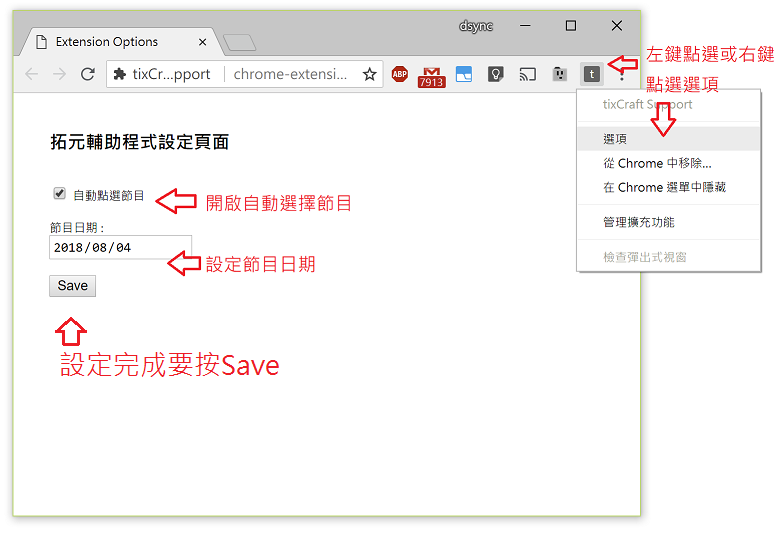 dsync
Extension Options
tixCr...pport
chrome-extensi...
ABP
7913
t
左鍵點選或右鍵
點選選項
tixCraft Support
選項
從 Chrome 中移除...
在 Chrome 選單中隱藏
管理擴充功能
檢查彈出式視窗
拓元輔助程式設定頁面
自動點選節目
開啟自動選擇節目
節目日期 :
2018/08/04
設定節目日期
Save
設定完成要按Save